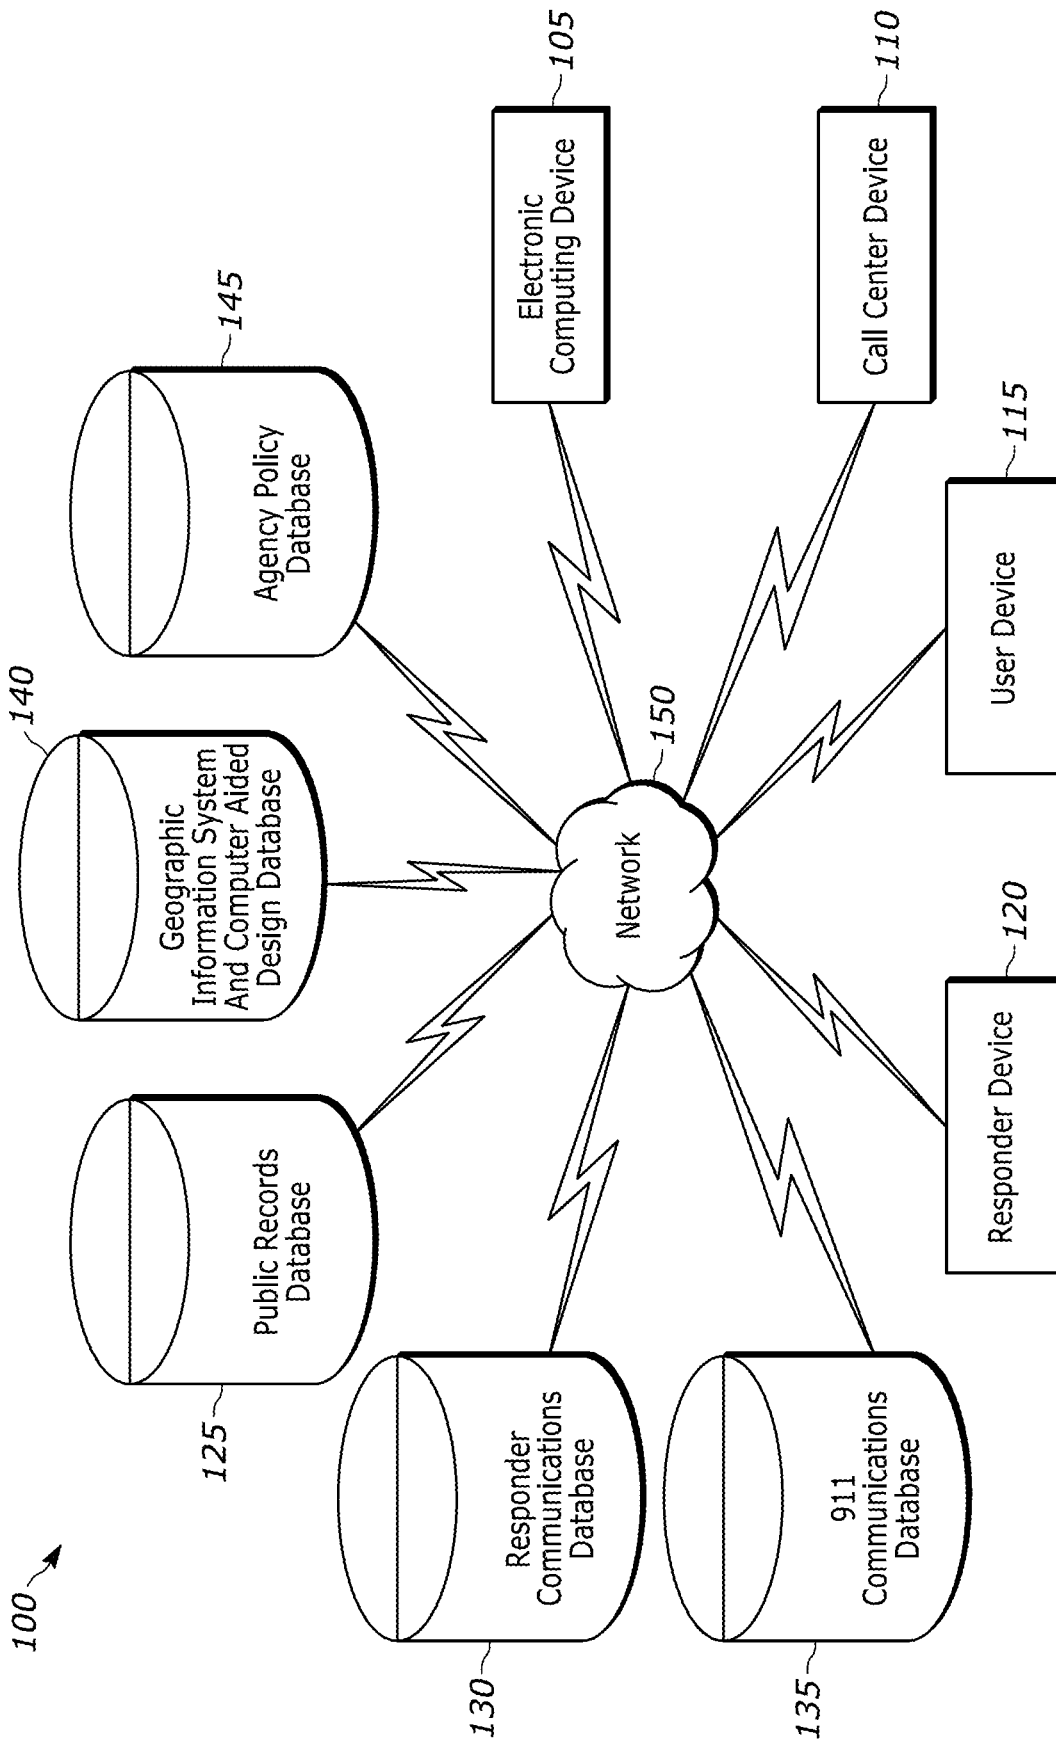 100
125
Public Records
Database
140
Geographic
Information System
And Computer Aided
Design Database
145
Agency Policy
Database
130
Responder
Communications
Database
105
Electronic
Computing Device
150
Network
135
911
Communications
Database
110
Call Center Device
120
Responder Device
115
User Device